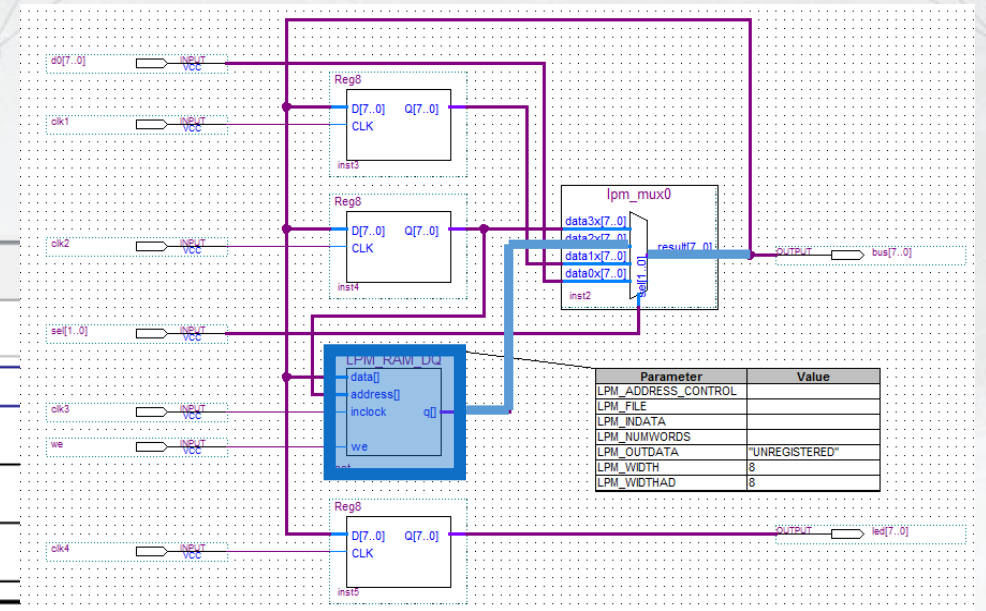 d0[7..0]
INPUT
VCC
clk1
INPUT
VCC
Reg8
D[7..0] Q[7..0]
CLK
inst3
clk2
INPUT
VCC
Reg8
D[7..0] Q[7..0]
CLK
inst4
lpm_mux0
data3x[7..0]
data2x[7..0]
data1x[7..0]
data0x[7..0]
result[7..0]
sel[1..0]
inst2
OUTPUT
bus[7..0]
sel[1..0]
INPUT
VCC
LPM_RAM_DQ
data[]
address[]
inclock q[]
we
clk3
INPUT
VCC
we
INPUT
VCC
Parameter Value
LPM_ADDRESS_CONTROL
LPM_FILE
LPM_INDATA
LPM_NUMWORDS
LPM_OUTDATA "UNREGISTERED"
LPM_WIDTH 8
LPM_WIDTHAD 8
Reg8
D[7..0] Q[7..0]
CLK
inst5
clk4
INPUT
VCC
OUTPUT
led[7..0]